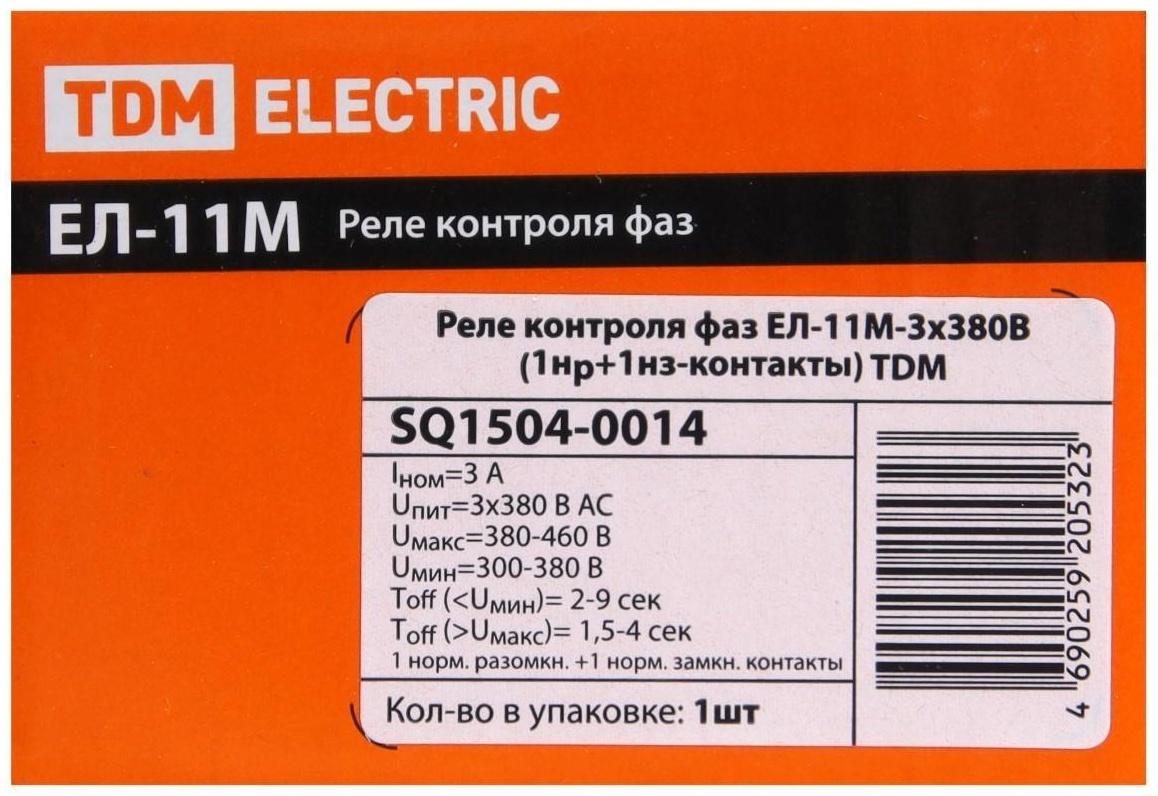 TDM ELECTRIC
ЕЛ-11М Реле контроля фаз
Реле контроля фаз ЕЛ-11М-3х380В
(1нр+1нз-контакты) TDM
SQ1504-0014
Iном=3 А
Uпит=3х380 В АС
Uмакс=380-460 В
Uмин=300-380 В
Toff (<Uмин)= 2-9 сек
Toff (>Uмакс)= 1,5-4 сек
1 норм. разомкн. +1 норм. замкн. контакты
Кол-во в упаковке: 1шт
4 690259 205323